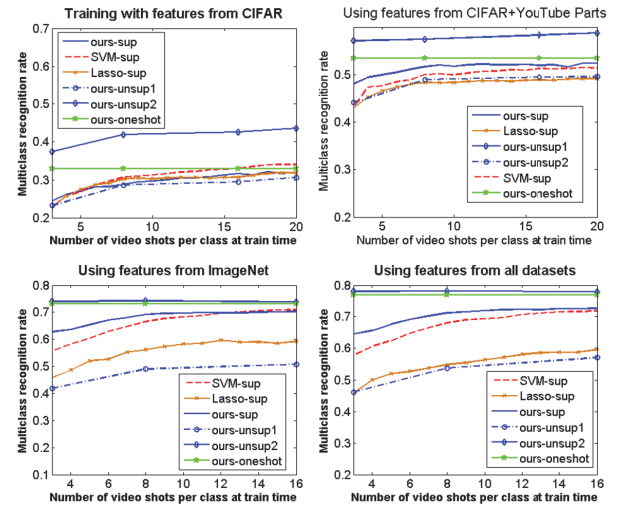 Training with features from CIFAR
Multiclass recognition rate
0.7
0.6
0.5
0.4
0.3
0.2
ours-sup
SVM-sup
Lasso-sup
ours-unsup1
ours-unsup2
ours-oneshot
5 10 15 20
Number of video shots per class at train time
Using features from CIFAR+YouTube Parts
Multiclass recognition rate
0.5
0.4
0.3
0.2
0.2
ours-sup
Lasso-sup
ours-unsup1
ours-unsup2
SVM-sup
ours-oneshot
5 10 15 20
Number of video shots per class at train time
Using features from ImageNet
Multiclass recognition rate
0.8
0.7
0.6
0.5
0.4
0.3
0.2
0.1
SVM-sup
Lasso-sup
ours-sup
ours-unsup1
ours-unsup2
ours-oneshot
4 6 8 10 12 14 16
Number of video shots per class at train time
Using features from all datasets
Multiclass recognition rate
0.8
0.7
0.6
0.5
0.4
0.3
0.2
SVM-sup
Lasso-sup
ours-sup
ours-unsup1
ours-unsup2
ours-oneshot
4 6 8 10 12 14 16
Number of video shots per class at train time